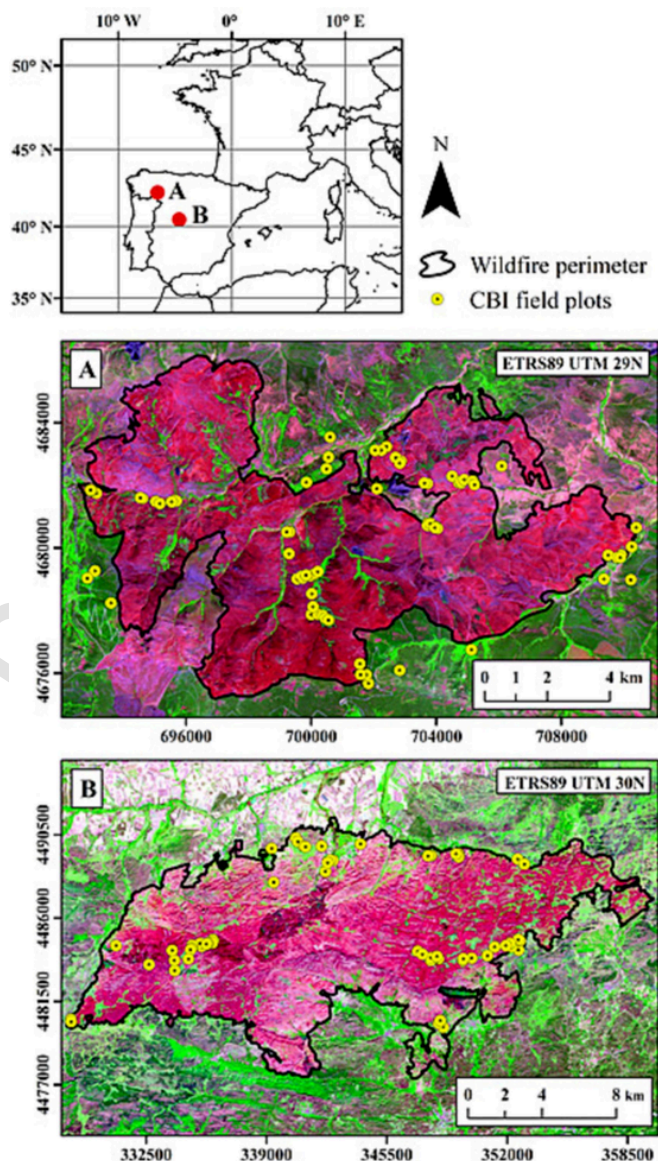 10° W 0° 10° E
50° N
45° N
40° N
35° N
A
B
N
Wildfire perimeter
CBI field plots
A
ETRS89 UTM 29N
4684000
4680000
4676000
0 1 2 4 km
696000 700000 704000 708000
B
ETRS89 UTM 30N
4490500
4486000
4481500
4477000
0 2 4 8 km
332500 339000 345500 352000 358500